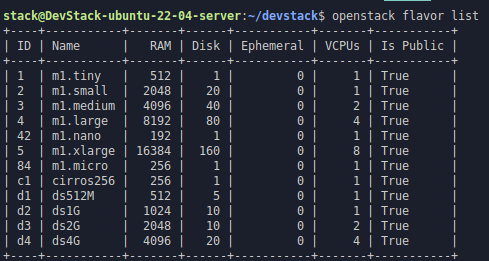 stack@DevStack-ubuntu-22-04-server:~/devstack$ openstack flavor list
+----+-----------+-------+------+-----------+-------+-----------+
| ID | Name      |   RAM | Disk | Ephemeral | VCPUs | Is Public |
+----+-----------+-------+------+-----------+-------+-----------+
| 1  | m1.tiny   |   512 |    1 |         0 |     1 | True      |
| 2  | m1.small  |  2048 |   20 |         0 |     1 | True      |
| 3  | m1.medium |  4096 |   40 |         0 |     2 | True      |
| 4  | m1.large  |  8192 |   80 |         0 |     4 | True      |
| 42 | m1.nano   |   192 |    1 |         0 |     1 | True      |
| 5  | m1.xlarge | 16384 |  160 |         0 |     8 | True      |
| 84 | m1.micro  |   256 |    1 |         0 |     1 | True      |
| c1 | cirros256 |   256 |    1 |         0 |     1 | True      |
| d1 | ds512M    |   512 |    5 |         0 |     1 | True      |
| d2 | ds1G      |  1024 |   10 |         0 |     1 | True      |
| d3 | ds2G      |  2048 |   10 |         0 |     2 | True      |
| d4 | ds4G      |  4096 |   20 |         0 |     4 | True      |
+----+-----------+-------+------+-----------+-------+-----------+